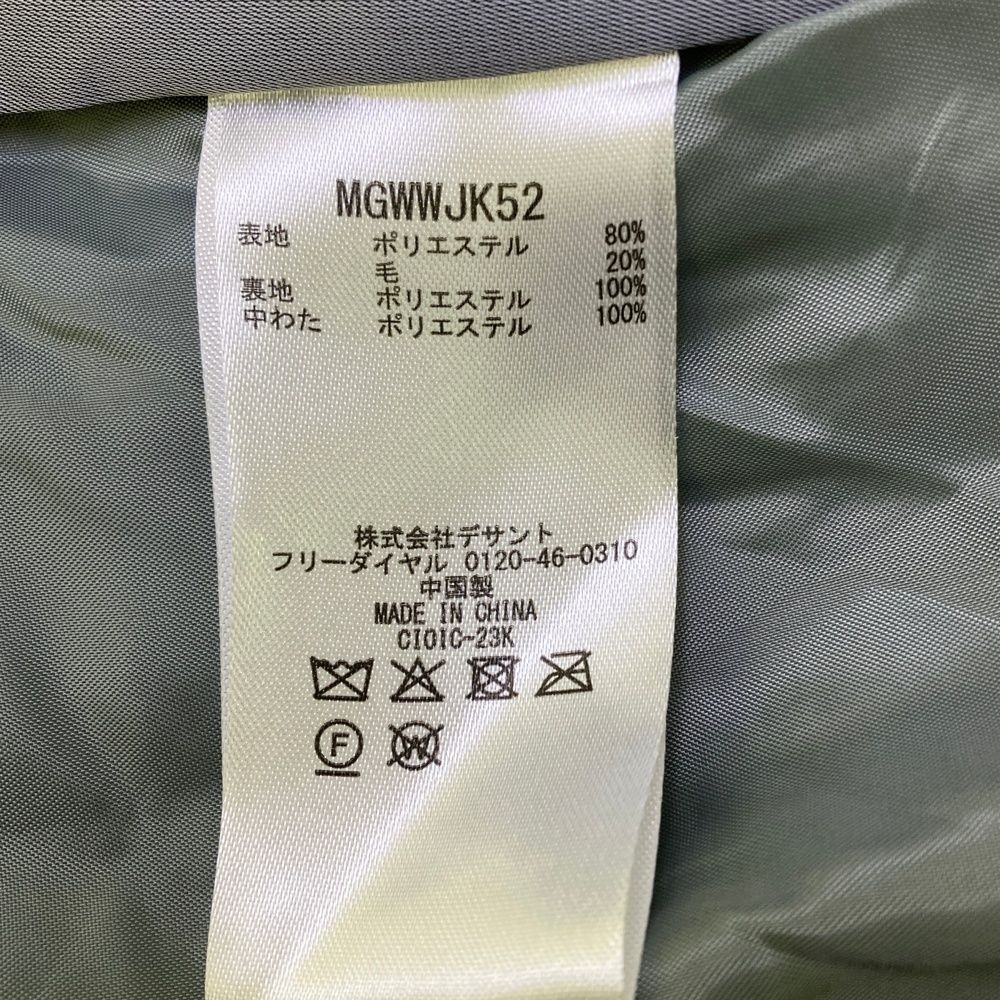 MGWWJK52
表地 ポリエステル 80%
毛 20%
裏地 ポリエステル 100%
中わた ポリエステル 100%
株式会社デサント
フリーダイヤル 0120-46-0310
中国製
MADE IN CHINA
CIOIC-23K
F W